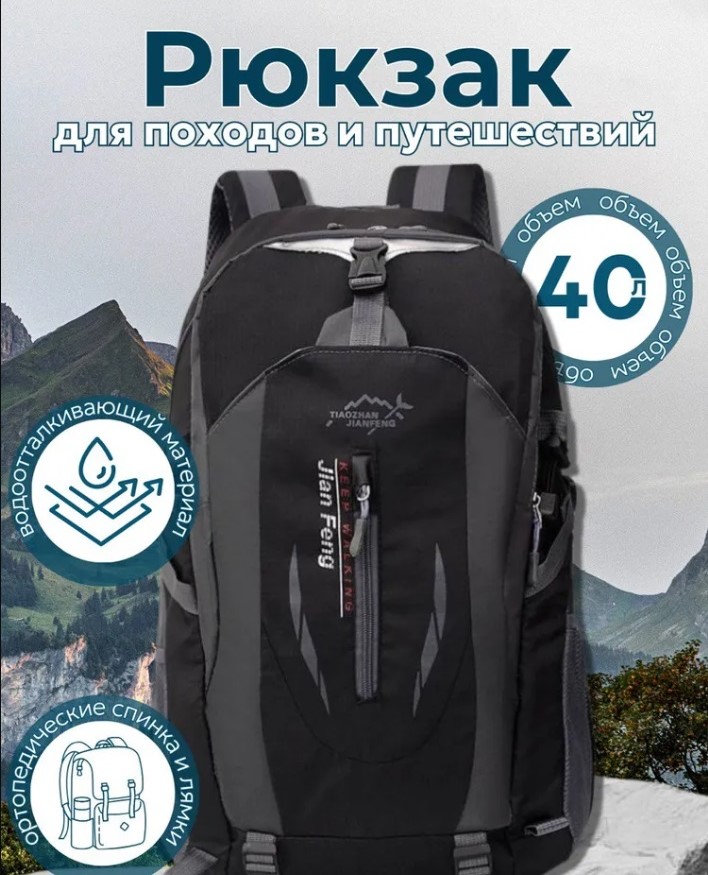 Рюкзак
для походов и путешествий
объем объем объем объем объем
40л
TIAOZHAN
JIANFENG
KEEP WALKING
Jian Feng
водоотталкивающий материал
ортопедические спинка и лямки